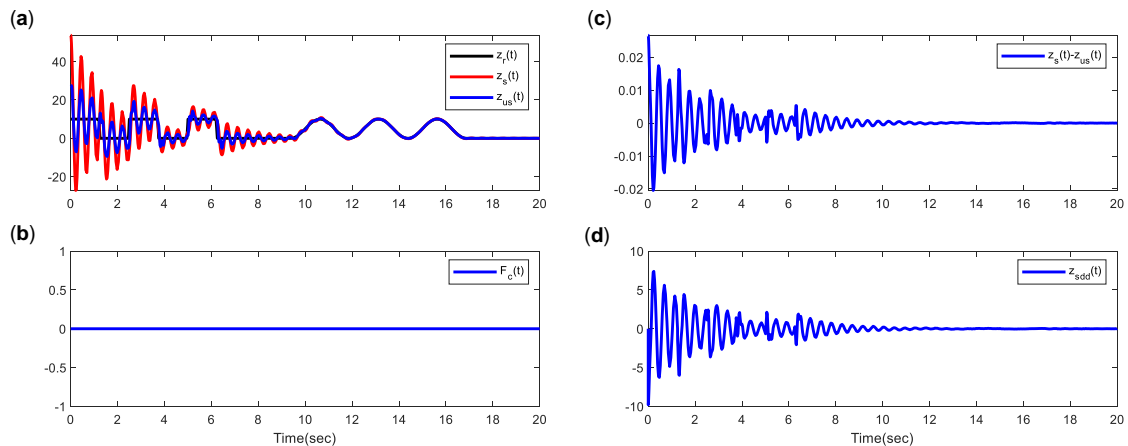 (a)
40
20
0
-20
0 2 4 6 8 10 12 14 16 18 20
z_r(t)
z_s(t)
z_us(t)
(b)
1
0.5
0
-0.5
-1
0 2 4 6 8 10 12 14 16 18 20
Time(sec)
F_c(t)
(c)
0.02
0.01
0
-0.01
-0.02
0 2 4 6 8 10 12 14 16 18 20
z_s(t)-z_us(t)
(d)
10
5
0
-5
-10
0 2 4 6 8 10 12 14 16 18 20
Time(sec)
z_sdd(t)